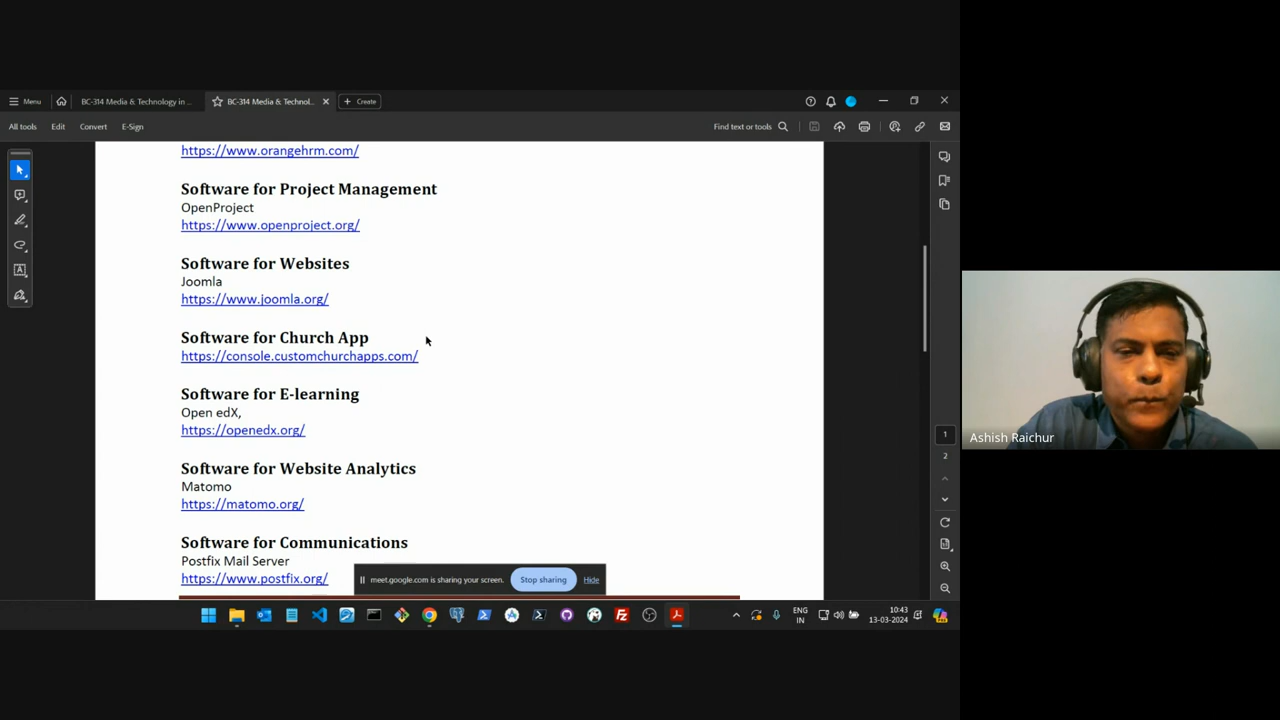 Menu
BC-314 Media & Technology in ...
BC-314 Media & Technol...
Create
All tools
Edit
Convert
E-Sign
Find text or tools
https://www.orangehrm.com/
Software for Project Management
OpenProject
https://www.openproject.org/
Software for Websites
Joomla
https://www.joomla.org/
Software for Church App
https://console.customchurchapps.com/
Software for E-learning
Open edX,
https://openedx.org/
Software for Website Analytics
Matomo
https://matomo.org/
Software for Communications
Postfix Mail Server
https://www.postfix.org/
meet.google.com is sharing your screen.
Stop sharing
Hide
1
2
Ashish Raichur
ENG
IN
10:43
13-03-2024